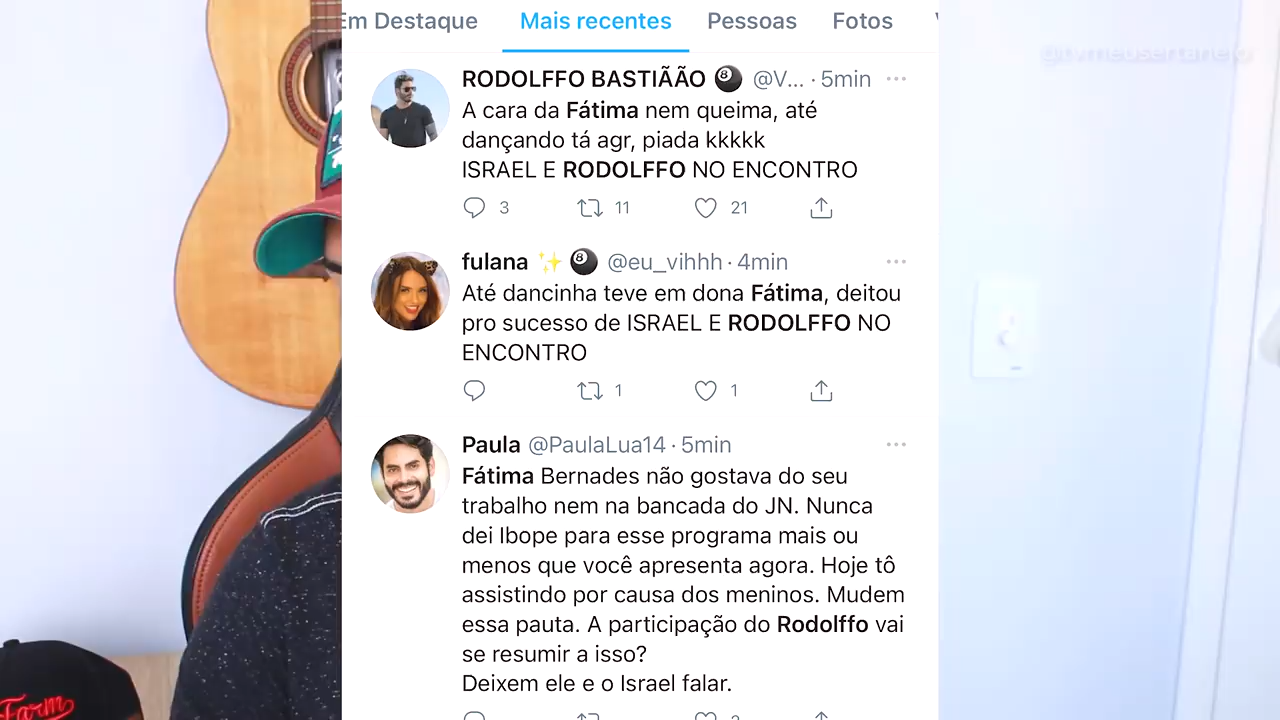 Em Destaque Mais recentes Pessoas Fotos
@tvmeusertanejo
RODOLFFO BASTIÃÃO 🎱 @V... · 5min
A cara da Fátima nem queima, até
dançando tá agr, piada kkkkk
ISRAEL E RODOLFFO NO ENCONTRO
3 11 21
fulana ✨ 🎱 @eu_vihhh · 4min
Até dancinha teve em dona Fátima, deitou
pro sucesso de ISRAEL E RODOLFFO NO
ENCONTRO
1 1
Paula @PaulaLua14 · 5min
Fátima Bernades não gostava do seu
trabalho nem na bancada do JN. Nunca
dei Ibope para esse programa mais ou
menos que você apresenta agora. Hoje tô
assistindo por causa dos meninos. Mudem
essa pauta. A participação do Rodolffo vai
se resumir a isso?
Deixem ele e o Israel falar.
Farm